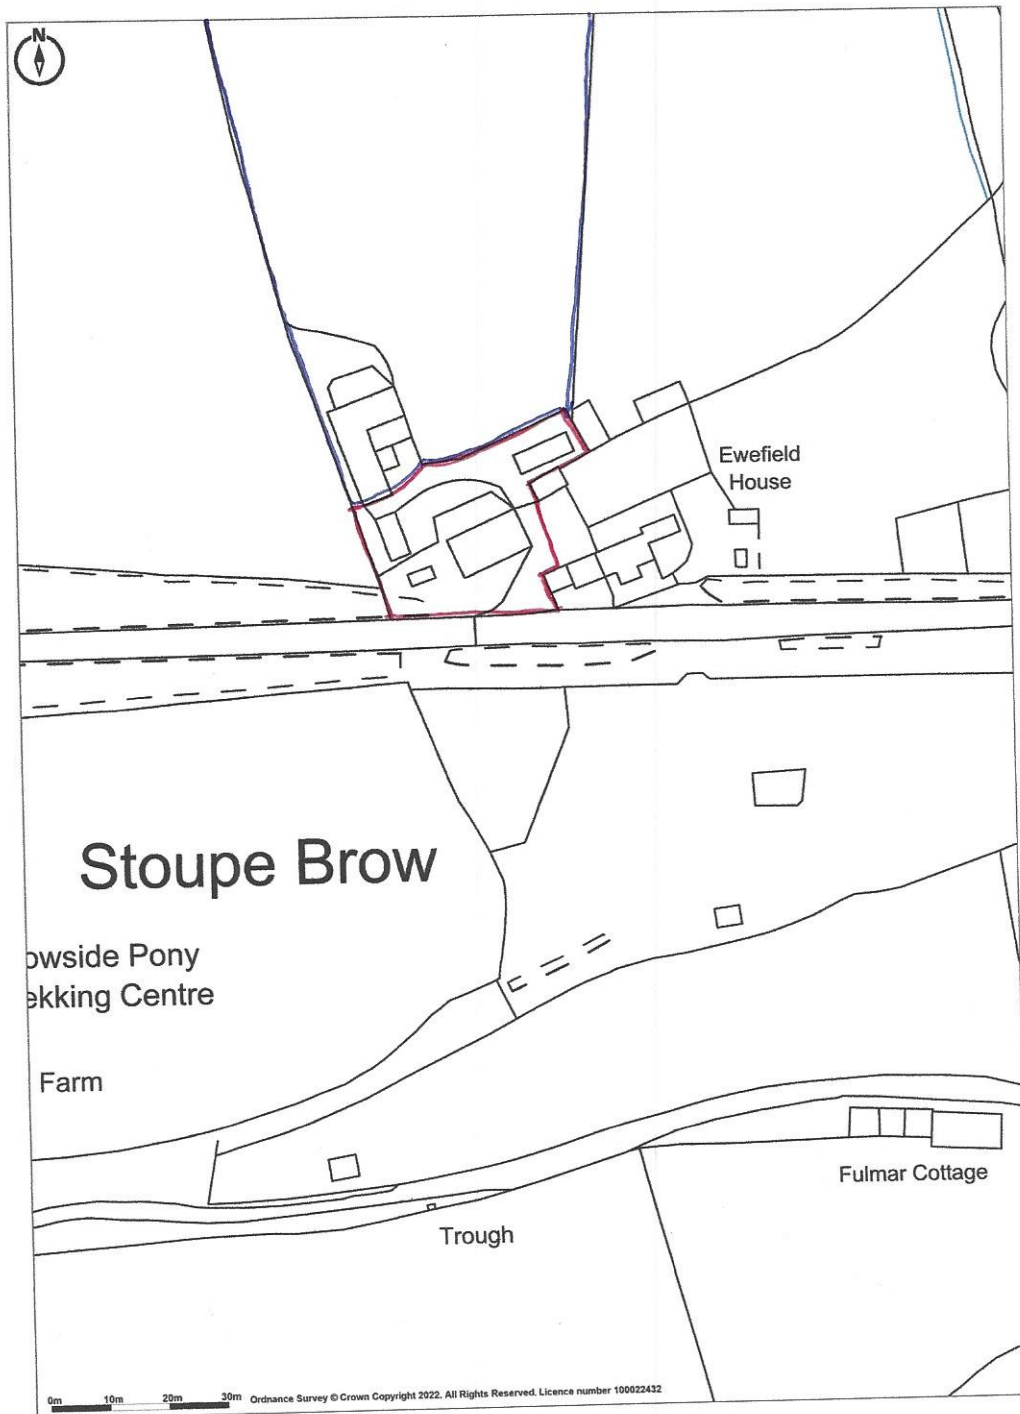 N
Ewefield
House
Stoupe Brow
owside Pony
ekking Centre
Farm
Fulmar Cottage
Trough
0m 10m 20m 30m Ordnance Survey © Crown Copyright 2022. All Rights Reserved. Licence number 100022432